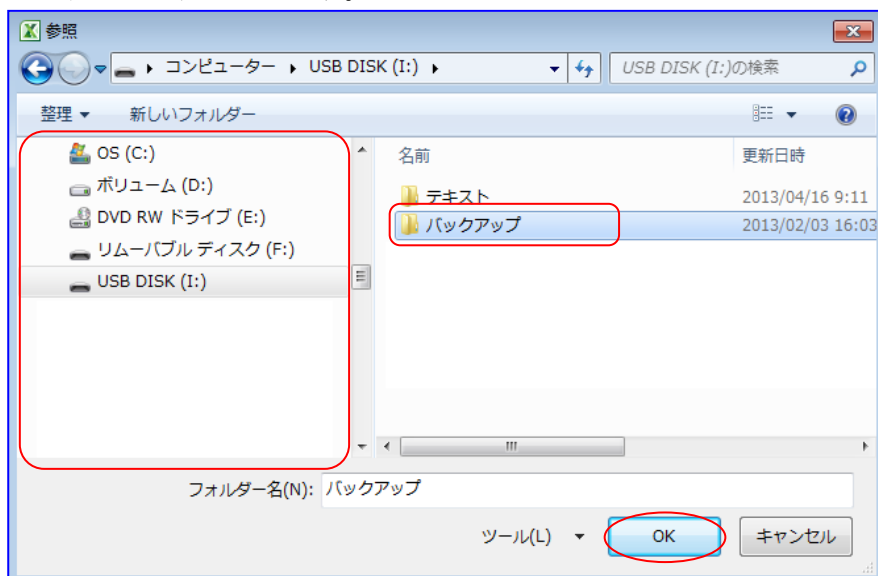 参照
コンピューター ▸ USB DISK (I:) ▸
USB DISK (I:)の検索
整理 ▼ 新しいフォルダー
OS (C:)
ボリューム (D:)
DVD RW ドライブ (E:)
リムーバブル ディスク (F:)
USB DISK (I:)
名前 更新日時
テキスト 2013/04/16 9:11
バックアップ 2013/02/03 16:03
フォルダー名(N): バックアップ
ツール(L) ▼ OK キャンセル